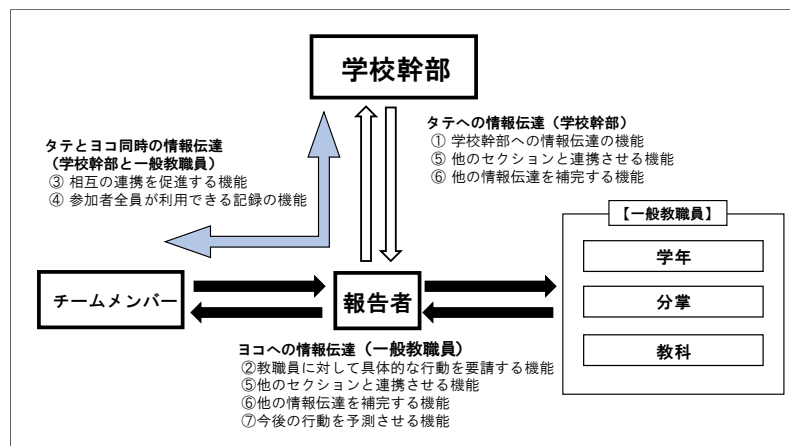 学校幹部
タテとヨコ同時の情報伝達
（学校幹部と一般教職員）
③ 相互の連携を促進する機能
④ 参加者全員が利用できる記録の機能
タテへの情報伝達（学校幹部）
① 学校幹部への情報伝達の機能
⑤ 他のセクションと連携させる機能
⑥ 他の情報伝達を補完する機能
【一般教職員】
学年
分掌
教科
チームメンバー
報告者
ヨコへの情報伝達（一般教職員）
②教職員に対して具体的な行動を要請する機能
⑤他のセクションと連携させる機能
⑥他の情報伝達を補完する機能
⑦今後の行動を予測させる機能